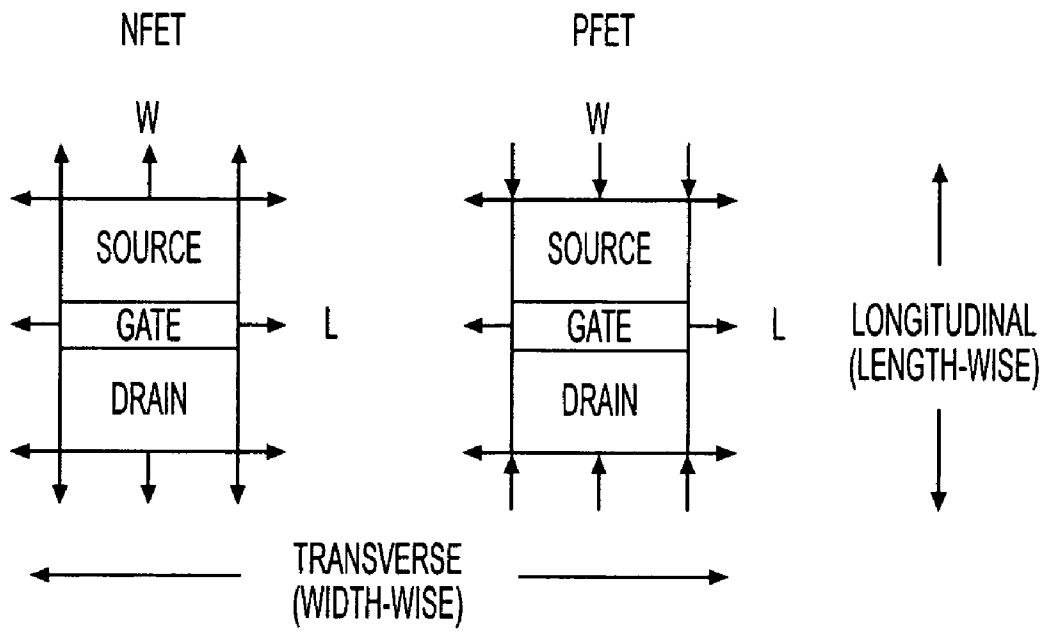 NFET
PFET
W
W
SOURCE
SOURCE
GATE
L
GATE
L
LONGITUDINAL
(LENGTH-WISE)
DRAIN
DRAIN
TRANSVERSE
(WIDTH-WISE)